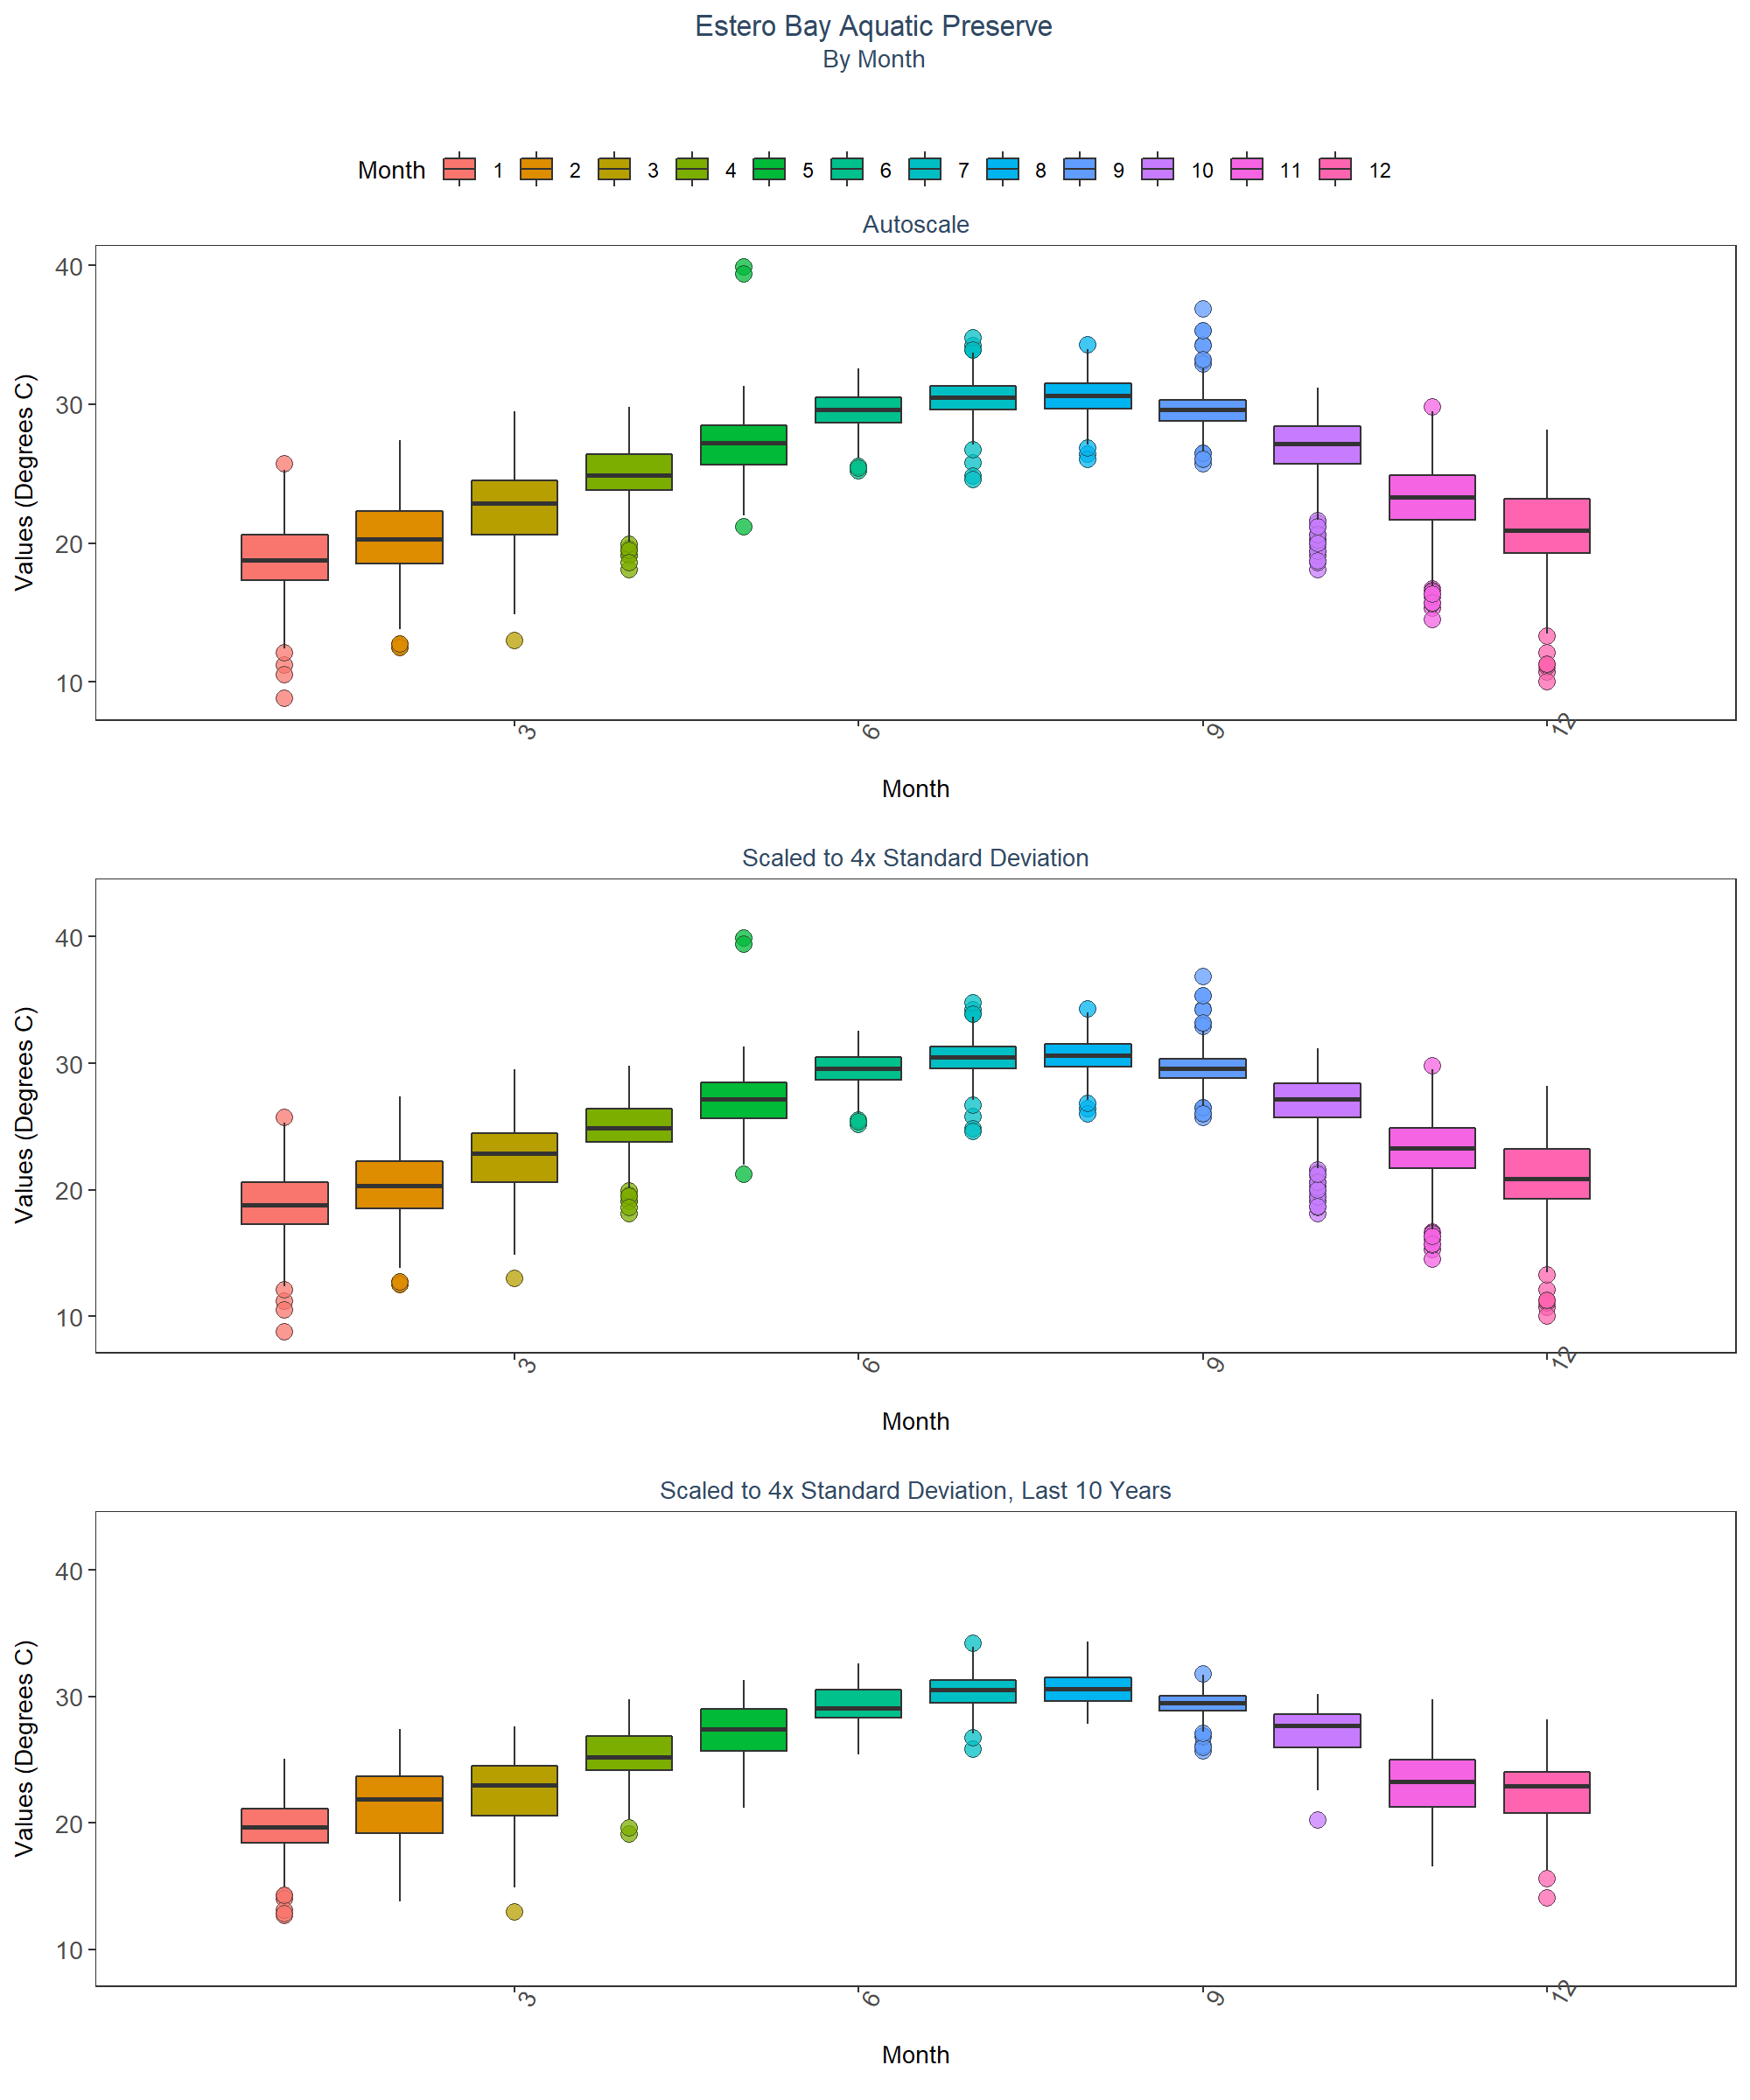 Estero Bay Aquatic Preserve
By Month
Month 1 2 3 4 5 6 7 8 9 10 11 12
Autoscale
Values (Degrees C)
40
30
20
10
3 6 9 12
Month
Scaled to 4x Standard Deviation
Values (Degrees C)
40
30
20
10
3 6 9 12
Month
Scaled to 4x Standard Deviation, Last 10 Years
Values (Degrees C)
40
30
20
10
3 6 9 12
Month